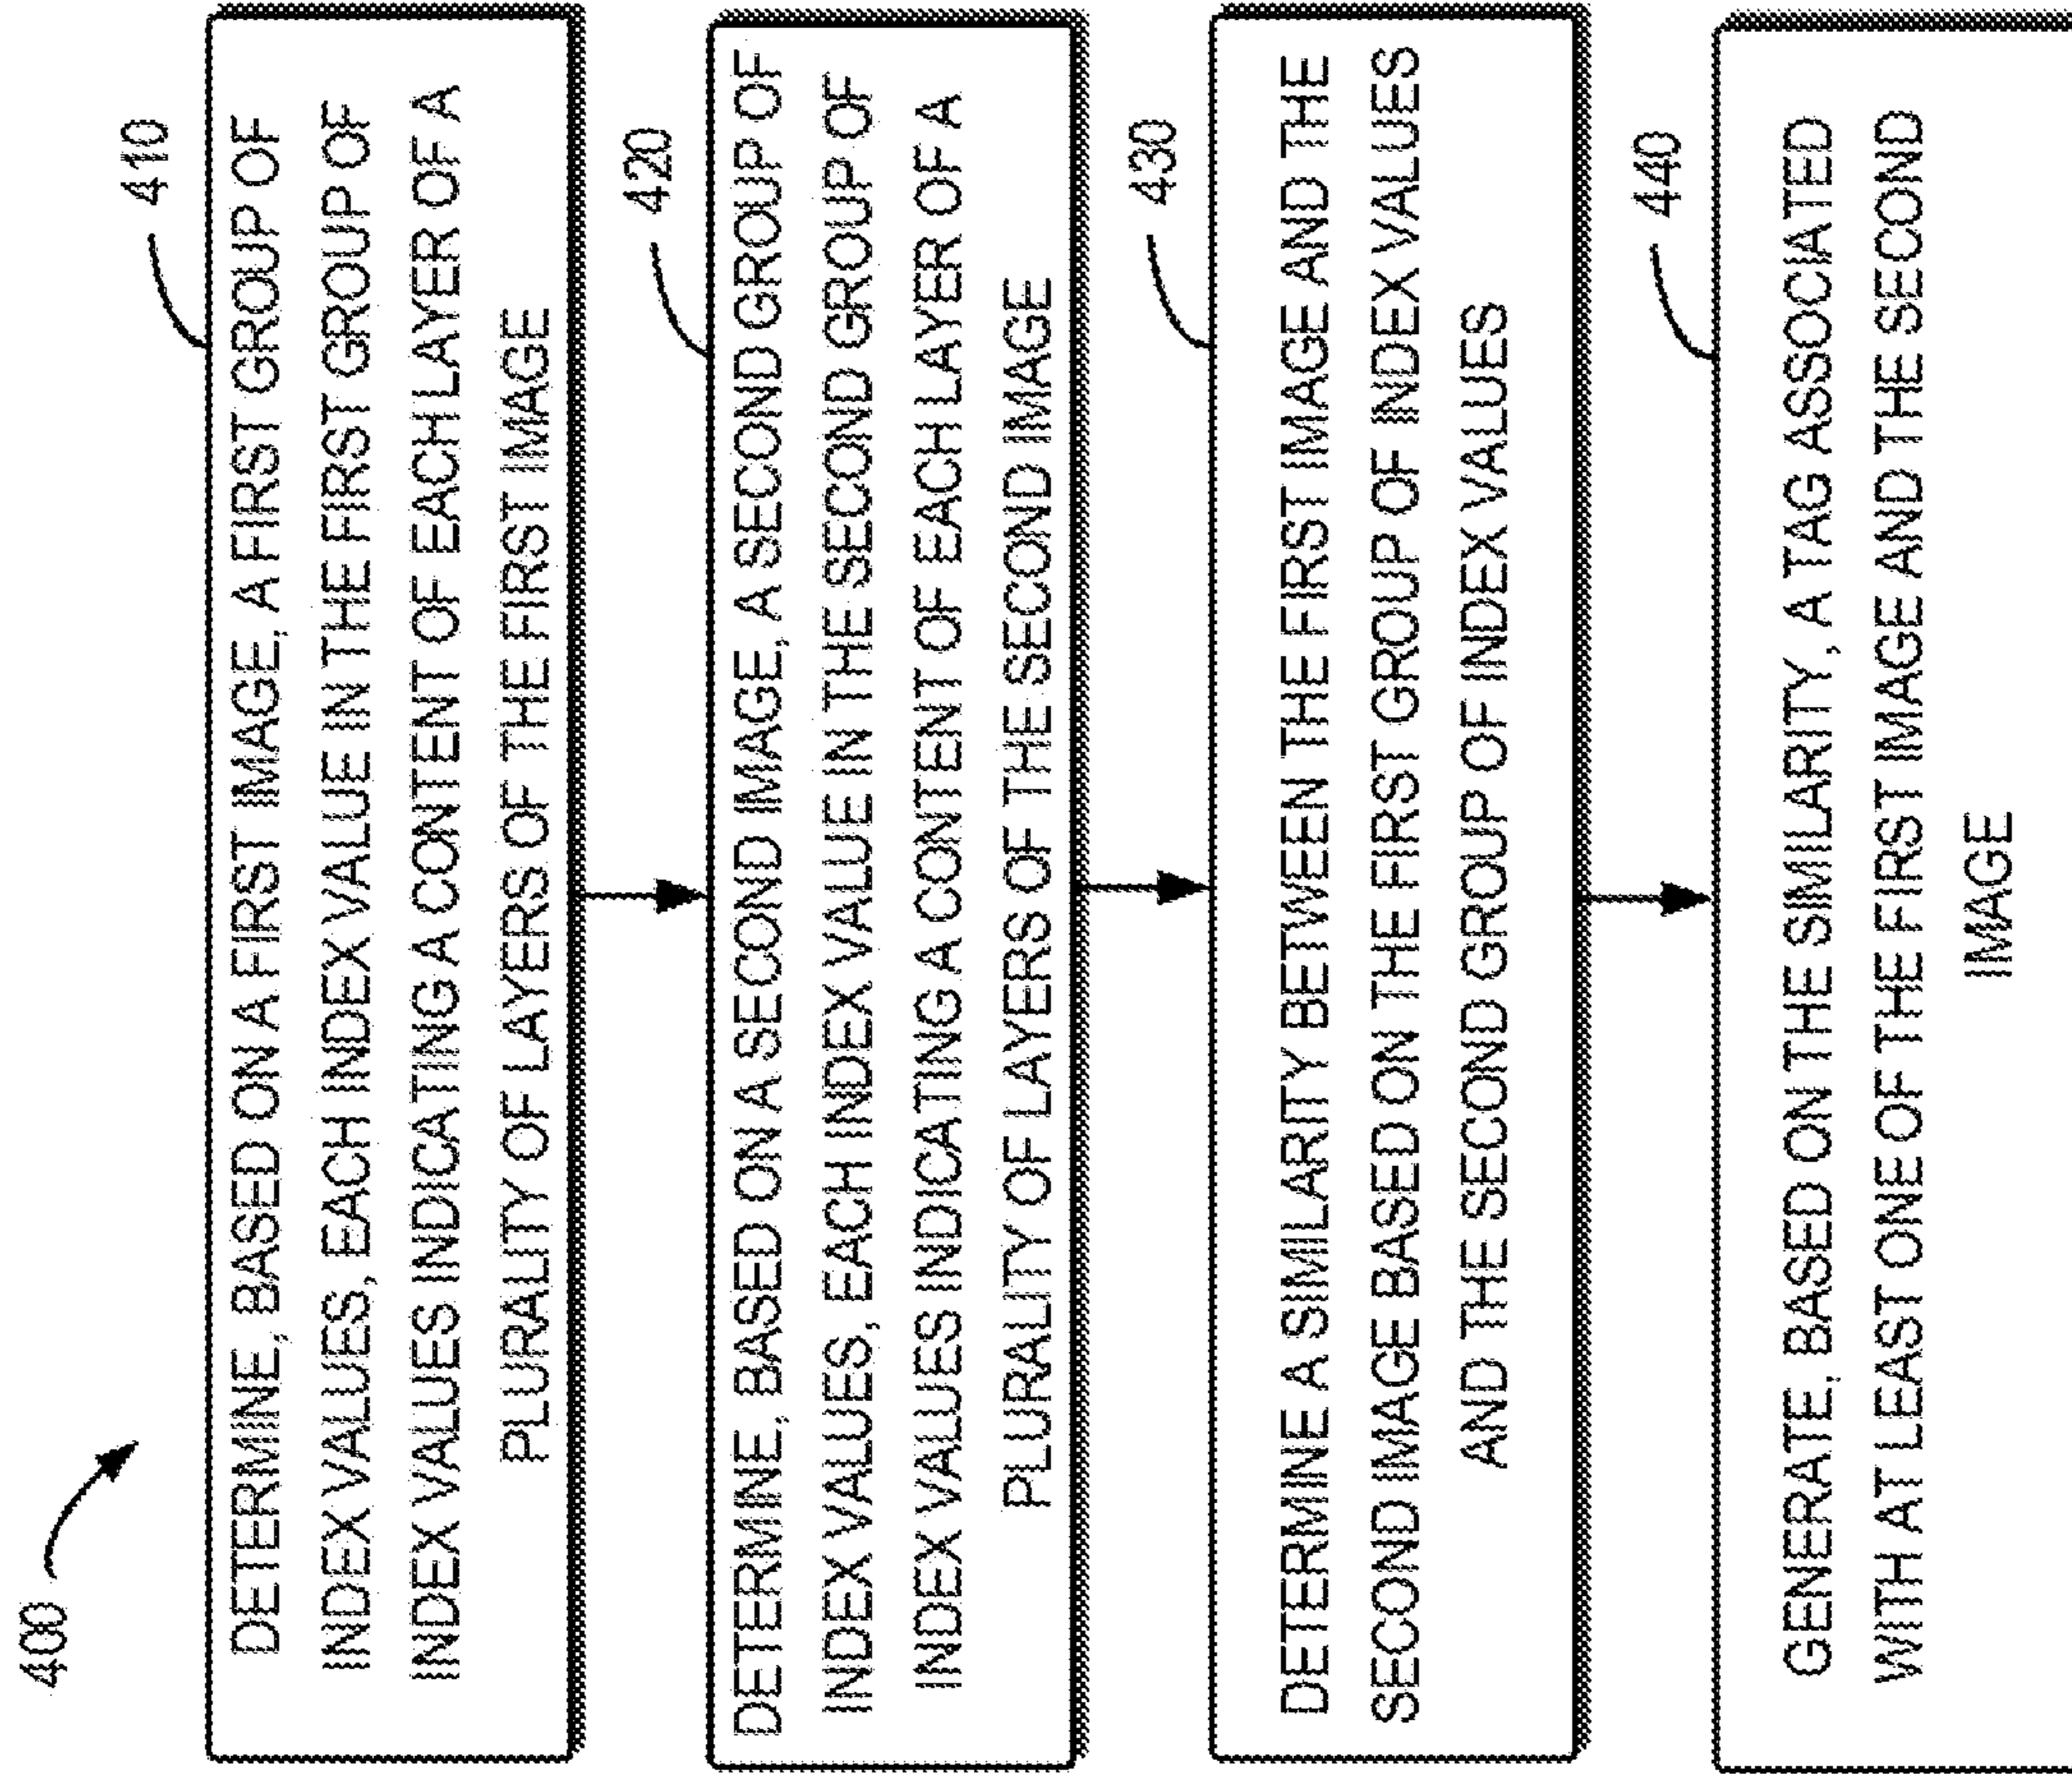 400
410
DETERMINE, BASED ON A FIRST IMAGE, A FIRST GROUP OF
INDEX VALUES, EACH INDEX VALUE IN THE FIRST GROUP OF
INDEX VALUES INDICATING A CONTENT OF EACH LAYER OF A
PLURALITY OF LAYERS OF THE FIRST IMAGE
420
DETERMINE, BASED ON A SECOND IMAGE, A SECOND GROUP OF
INDEX VALUES, EACH INDEX VALUE IN THE SECOND GROUP OF
INDEX VALUES INDICATING A CONTENT OF EACH LAYER OF A
PLURALITY OF LAYERS OF THE SECOND IMAGE
430
DETERMINE A SIMILARITY BETWEEN THE FIRST IMAGE AND THE
SECOND IMAGE BASED ON THE FIRST GROUP OF INDEX VALUES
AND THE SECOND GROUP OF INDEX VALUES
440
GENERATE, BASED ON THE SIMILARITY, A TAG ASSOCIATED
WITH AT LEAST ONE OF THE FIRST IMAGE AND THE SECOND
IMAGE